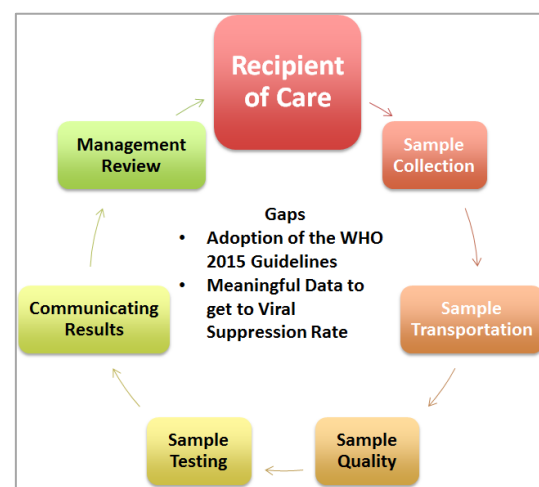 Recipient
of Care
Sample
Collection
Sample
Transportation
Sample
Quality
Sample
Testing
Communicating
Results
Management
Review
Gaps
• Adoption of the WHO
2015 Guidelines
• Meaningful Data to
get to Viral
Suppression Rate